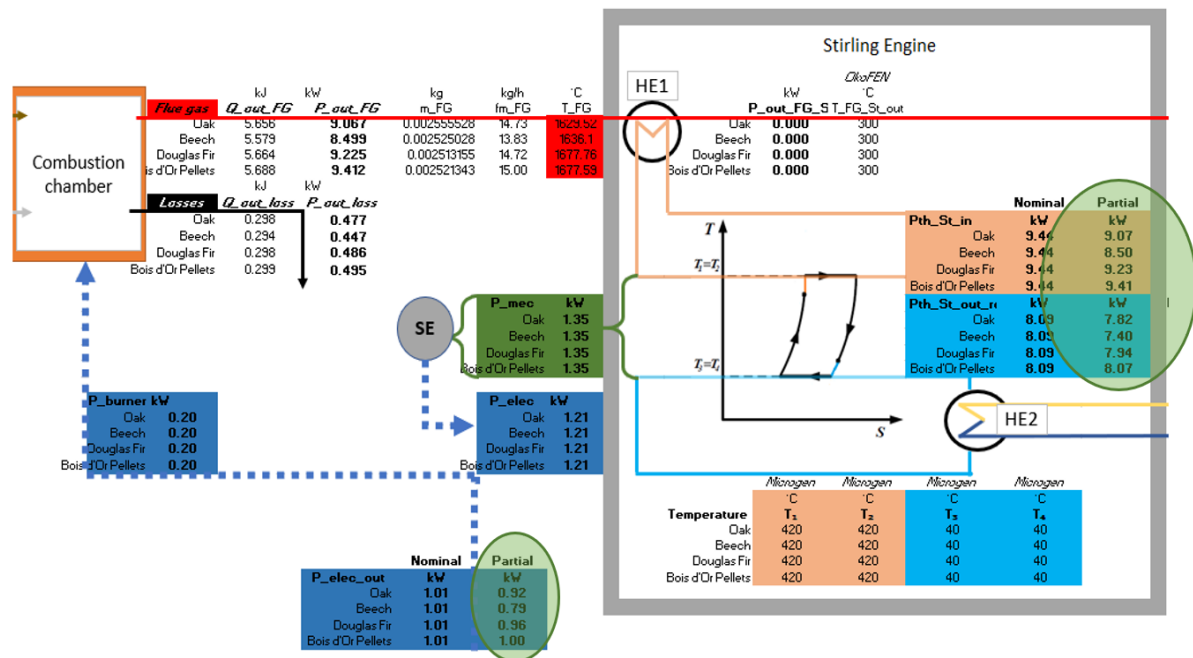 Stirling Engine
ÖkoFEN
kJ kW kg kg/h °C HE1 kW °C
Flue gas Q_out_FG P_out_FG m_FG fm_FG T_FG P_out_FG_S T_FG_St_out
Oak 5.656 9.067 0.002555528 14.73 1629.52 Oak 0.000 300
Beech 5.579 8.499 0.002525028 13.83 1636.1 Beech 0.000 300
Combustion chamber
Douglas Fir 5.664 9.225 0.002513155 14.72 1677.76 Douglas Fir 0.000 300
Bois d'Or Pellets 5.688 9.412 0.002521343 15.00 1677.59 Bois d'Or Pellets 0.000 300
kJ kW
Losses Q_out_loss P_out_loss
Oak 0.298 0.477
Beech 0.294 0.447
Douglas Fir 0.298 0.486
Bois d'Or Pellets 0.299 0.495
Nominal Partial
Pth_St_in kW kW
Oak 9.44 9.07
Beech 9.44 8.50
Douglas Fir 9.44 9.23
Bois d'Or Pellets 9.44 9.41
Pth_St_out_re kW kW
Oak 8.09 7.82
Beech 8.09 7.40
Douglas Fir 8.09 7.94
Bois d'Or Pellets 8.09 8.07
T
T₁=T₂
T₃=T₄
S
HE2
SE
P_mec kW
Oak 1.35
Beech 1.35
Douglas Fir 1.35
Bois d'Or Pellets 1.35
P_burner kW
Oak 0.20
Beech 0.20
Douglas Fir 0.20
Bois d'Or Pellets 0.20
P_elec kW
Oak 1.21
Beech 1.21
Douglas Fir 1.21
Bois d'Or Pellets 1.21
Microgen Microgen Microgen Microgen
°C °C °C °C
Temperature T₁ T₂ T₃ T₄
Oak 420 420 40 40
Beech 420 420 40 40
Douglas Fir 420 420 40 40
Bois d'Or Pellets 420 420 40 40
Nominal Partial
P_elec_out kW kW
Oak 1.01 0.92
Beech 1.01 0.79
Douglas Fir 1.01 0.96
Bois d'Or Pellets 1.01 1.00